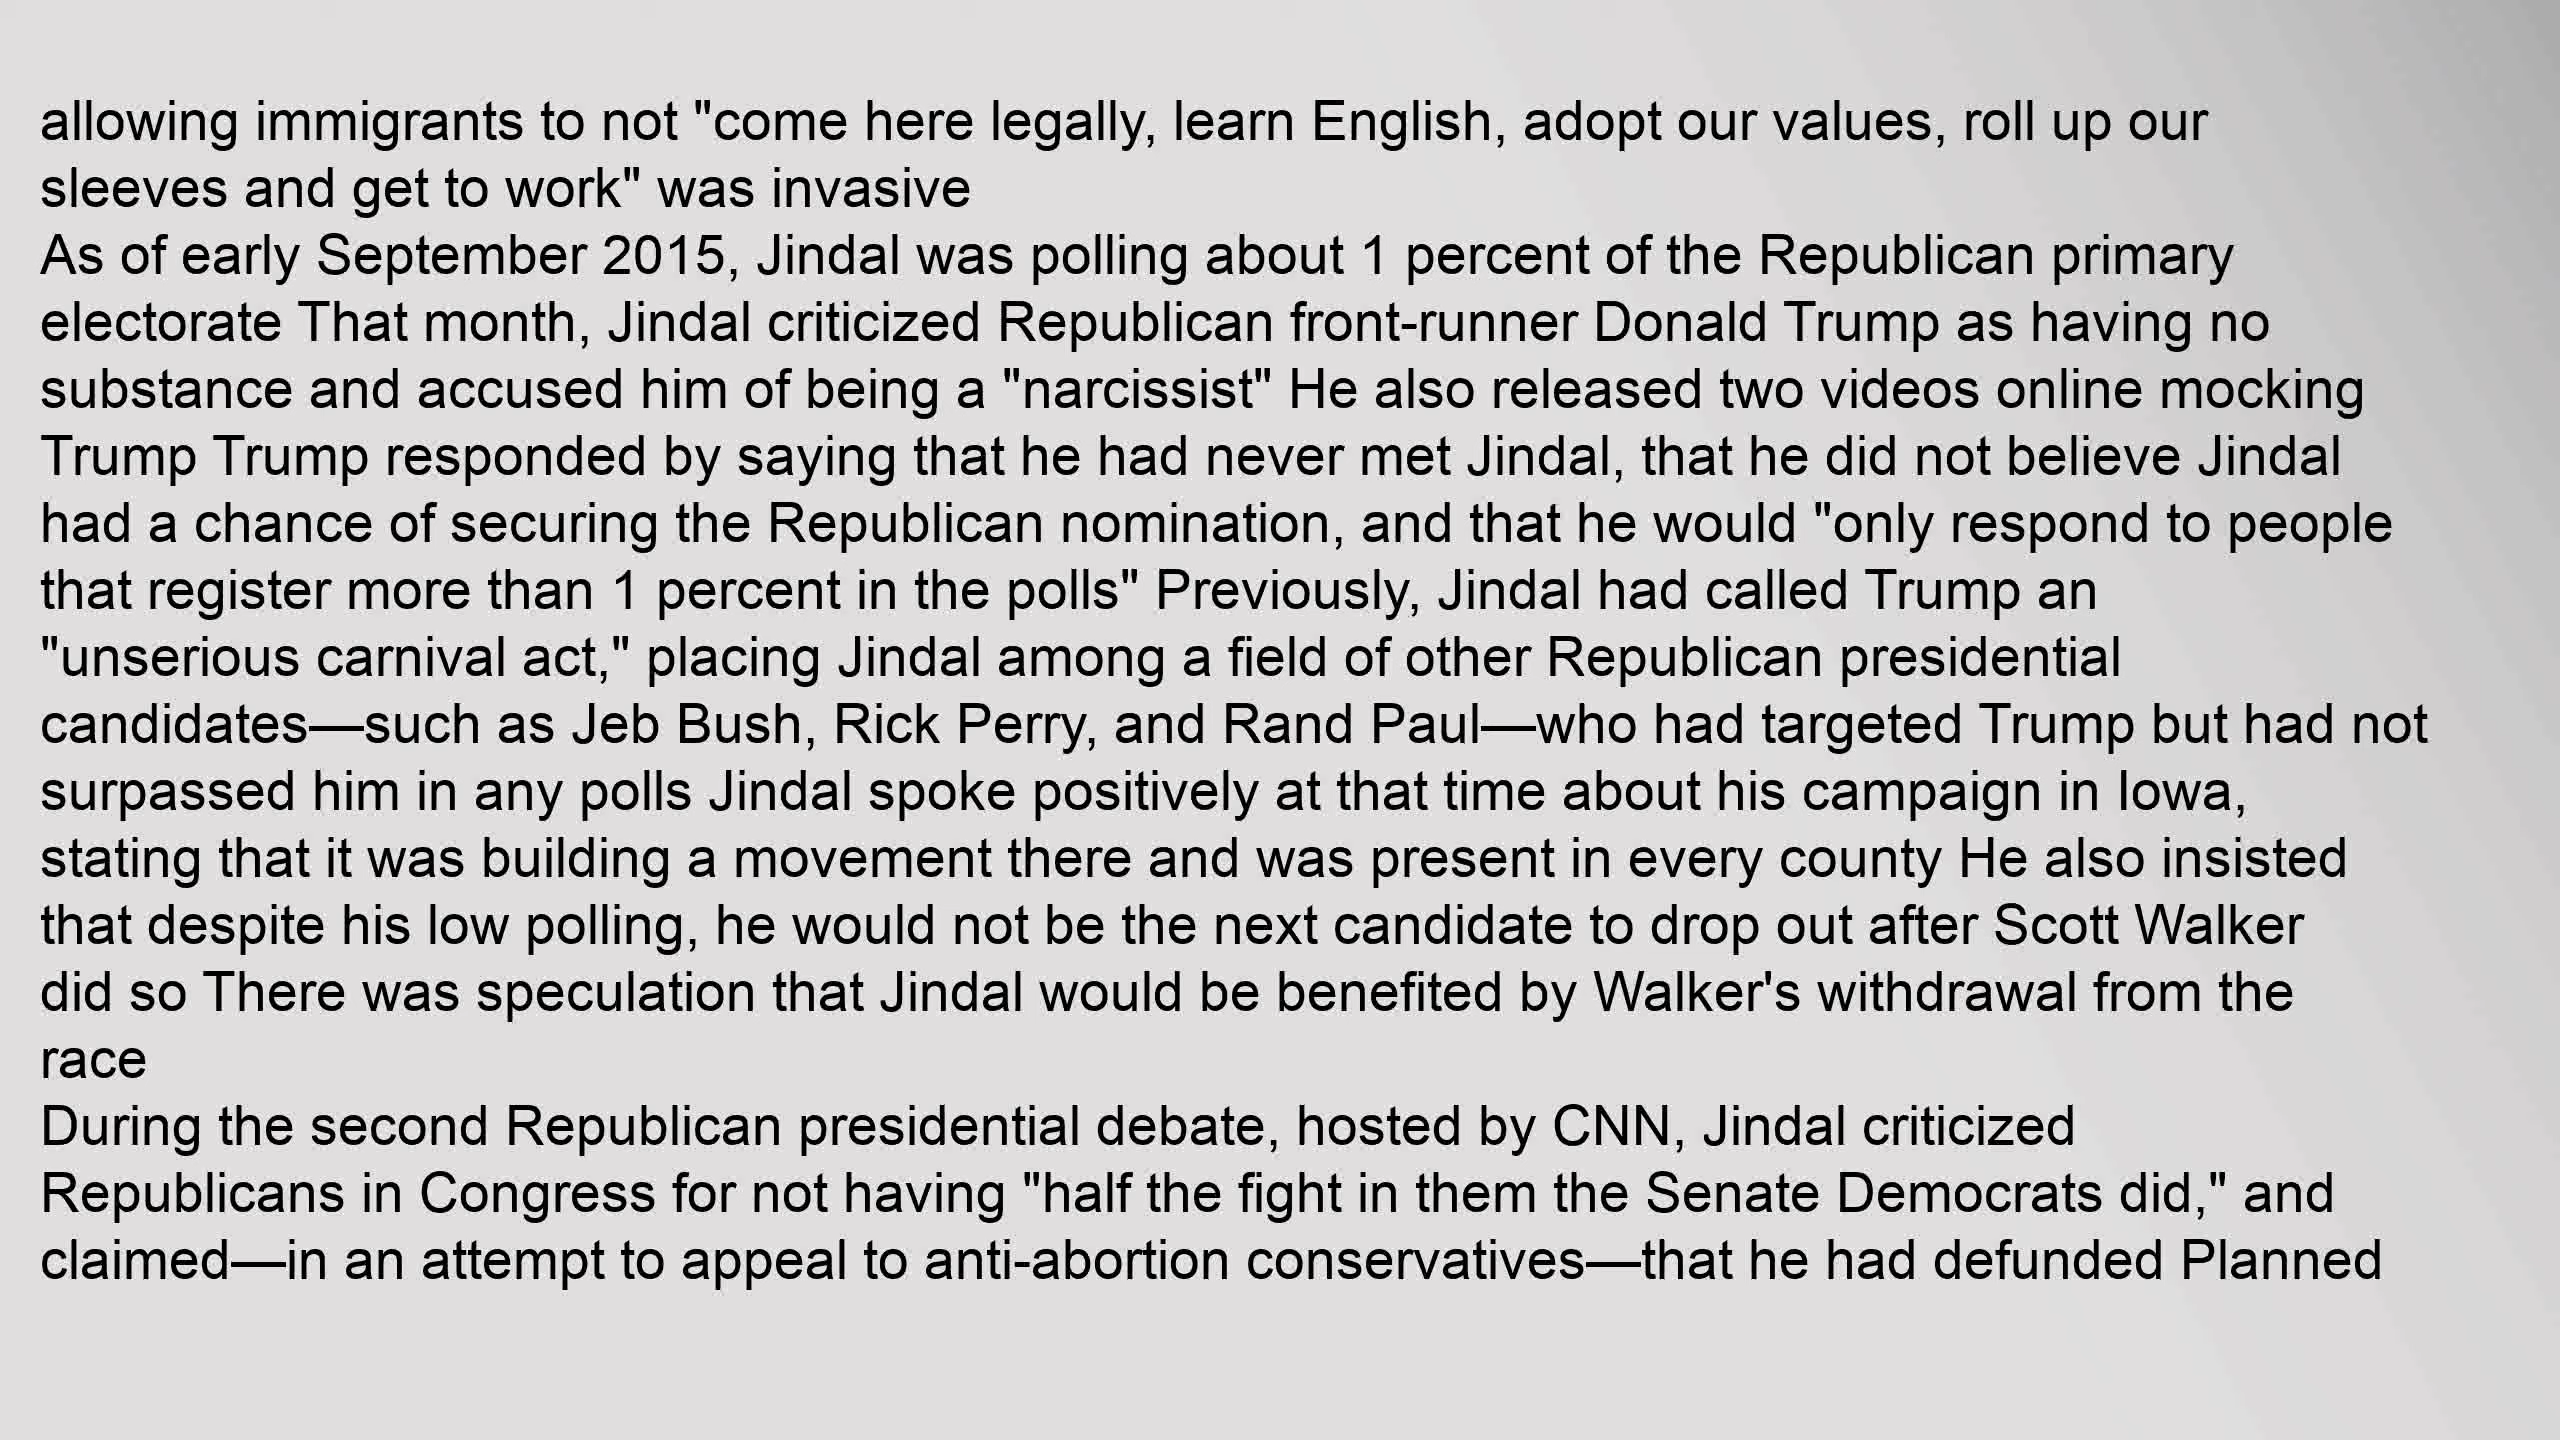 allowing immigrants to not "come here legally, learn English, adopt our values, roll up our
sleeves and get to work" was invasive
As of early September 2015, Jindal was polling about 1 percent of the Republican primary
electorate That month, Jindal criticized Republican front-runner Donald Trump as having no
substance and accused him of being a "narcissist" He also released two videos online mocking
Trump Trump responded by saying that he had never met Jindal, that he did not believe Jindal
had a chance of securing the Republican nomination, and that he would "only respond to people
that register more than 1 percent in the polls" Previously, Jindal had called Trump an
"unserious carnival act," placing Jindal among a field of other Republican presidential
candidates—such as Jeb Bush, Rick Perry, and Rand Paul—who had targeted Trump but had not
surpassed him in any polls Jindal spoke positively at that time about his campaign in Iowa,
stating that it was building a movement there and was present in every county He also insisted
that despite his low polling, he would not be the next candidate to drop out after Scott Walker
did so There was speculation that Jindal would be benefited by Walker's withdrawal from the
race
During the second Republican presidential debate, hosted by CNN, Jindal criticized
Republicans in Congress for not having "half the fight in them the Senate Democrats did," and
claimed—in an attempt to appeal to anti-abortion conservatives—that he had defunded Planned